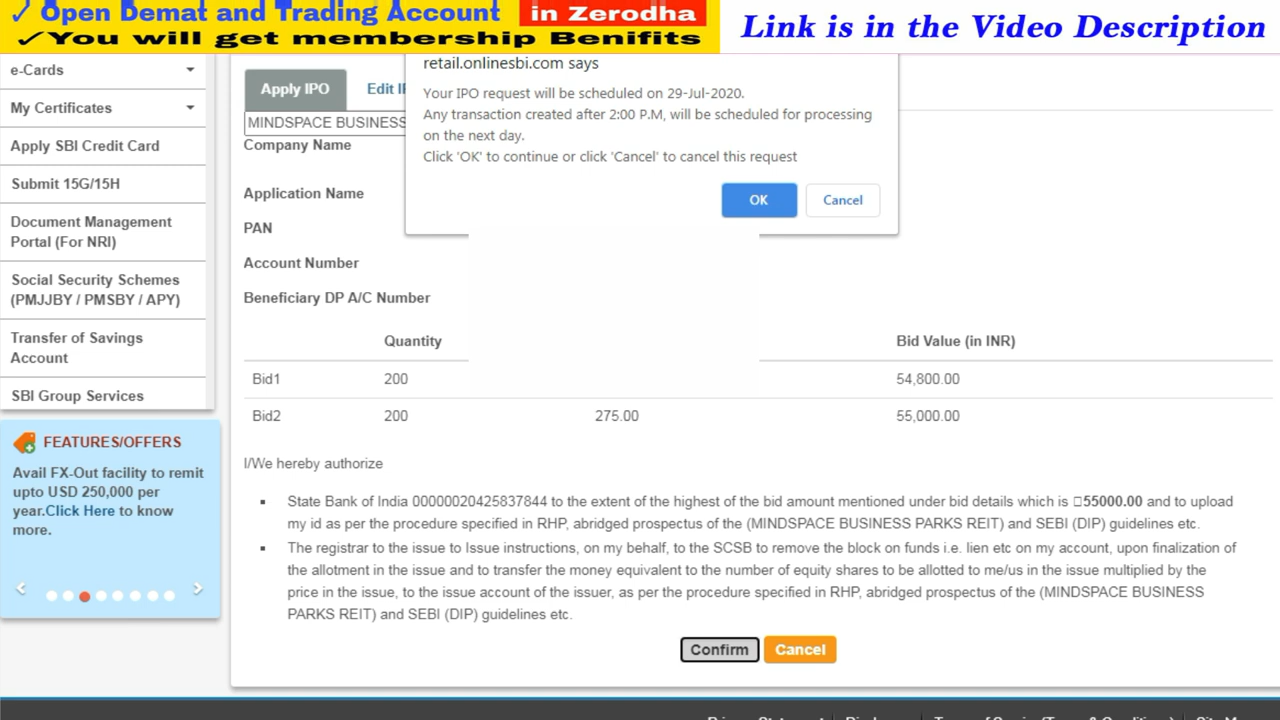 ✓ Open Demat and Trading Account in Zerodha
✓You will get membership Benifits
Link is in the Video Description
e-Cards
My Certificates
Apply SBI Credit Card
Submit 15G/15H
Document Management
Portal (For NRI)
Social Security Schemes
(PMJJBY / PMSBY / APY)
Transfer of Savings
Account
SBI Group Services
FEATURES/OFFERS
Avail FX-Out facility to remit
upto USD 250,000 per
year.Click Here to know
more.
Apply IPO
Edit
MINDSPACE BUSINESS
retail.onlinesbi.com says
Your IPO request will be scheduled on 29-Jul-2020.
Any transaction created after 2:00 P.M, will be scheduled for processing
on the next day.
Click 'OK' to continue or click 'Cancel' to cancel this request
OK
Cancel
Company Name
Application Name
PAN
Account Number
Beneficiary DP A/C Number
Quantity Bid Value (in INR)
Bid1 200 54,800.00
Bid2 200 275.00 55,000.00
I/We hereby authorize
State Bank of India 00000020425837844 to the extent of the highest of the bid amount mentioned under bid details which is 55000.00 and to upload
my id as per the procedure specified in RHP, abridged prospectus of the (MINDSPACE BUSINESS PARKS REIT) and SEBI (DIP) guidelines etc.
The registrar to the issue to Issue instructions, on my behalf, to the SCSB to remove the block on funds i.e. lien etc on my account, upon finalization of
the allotment in the issue and to transfer the money equivalent to the number of equity shares to be allotted to me/us in the issue multiplied by the
price in the issue, to the issue account of the issuer, as per the procedure specified in RHP, abridged prospectus of the (MINDSPACE BUSINESS
PARKS REIT) and SEBI (DIP) guidelines etc.
Confirm
Cancel